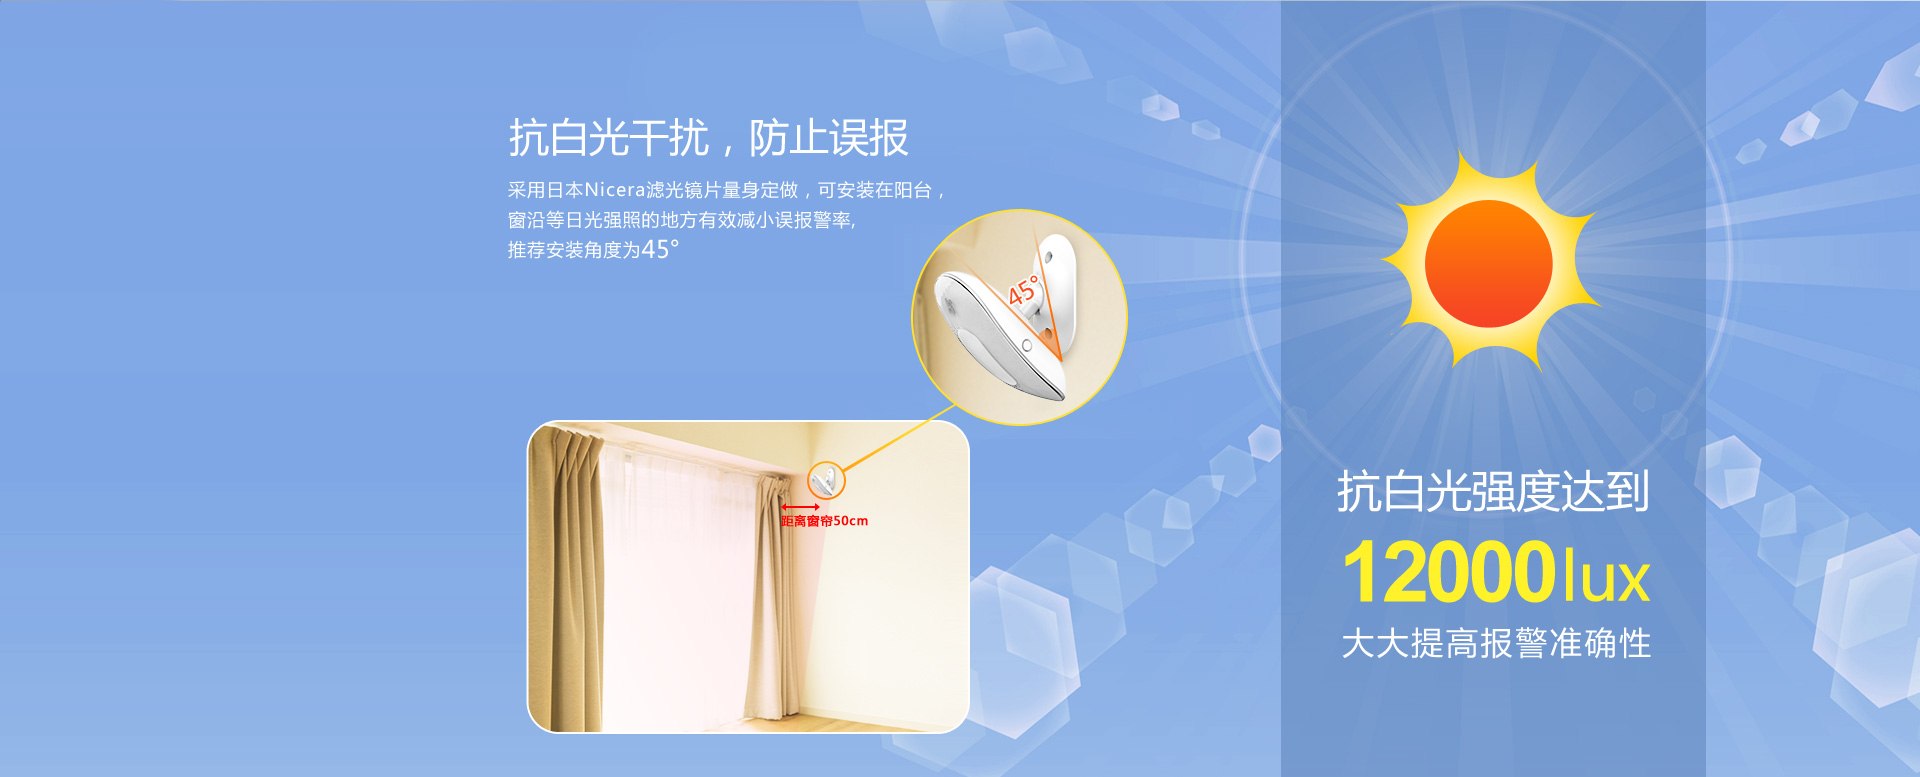 抗白光干扰，防止误报
采用日本Nicera滤光镜片量身定做，可安装在阳台，
窗沿等日光强照的地方有效减小误报警率,
推荐安装角度为45°
45°
距离窗帘50cm
抗白光强度达到
12000lux
大大提高报警准确性